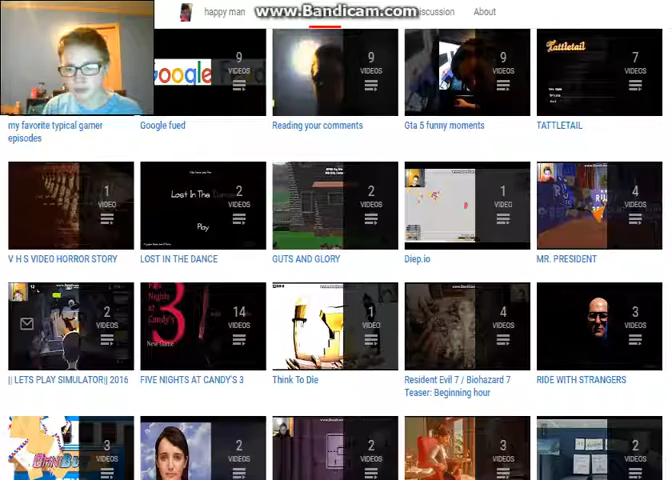 www.Bandicam.com
happy man
iscussion
About
9
VIDEOS
9
VIDEOS
9
VIDEOS
7
VIDEOS
Google
Tattletail
my favorite typical gamer
episodes
Google fued
Reading your comments
Gta 5 funny moments
TATTLETAIL
1
VIDEO
2
VIDEOS
2
VIDEOS
1
VIDEO
4
VIDEOS
Lost In The
Play
V H S VIDEO HORROR STORY
LOST IN THE DANCE
GUTS AND GLORY
Diep.io
MR. PRESIDENT
2
VIDEOS
14
VIDEOS
1
VIDEO
4
VIDEOS
3
VIDEOS
Nights
at
Candy's
3
New Game
|| LETS PLAY SIMULATOR|| 2016
FIVE NIGHTS AT CANDY'S 3
Think To Die
Resident Evil 7 / Biohazard 7
Teaser: Beginning hour
RIDE WITH STRANGERS
3
VIDEOS
2
VIDEOS
2
VIDEOS
3
VIDEOS
2
VIDEOS